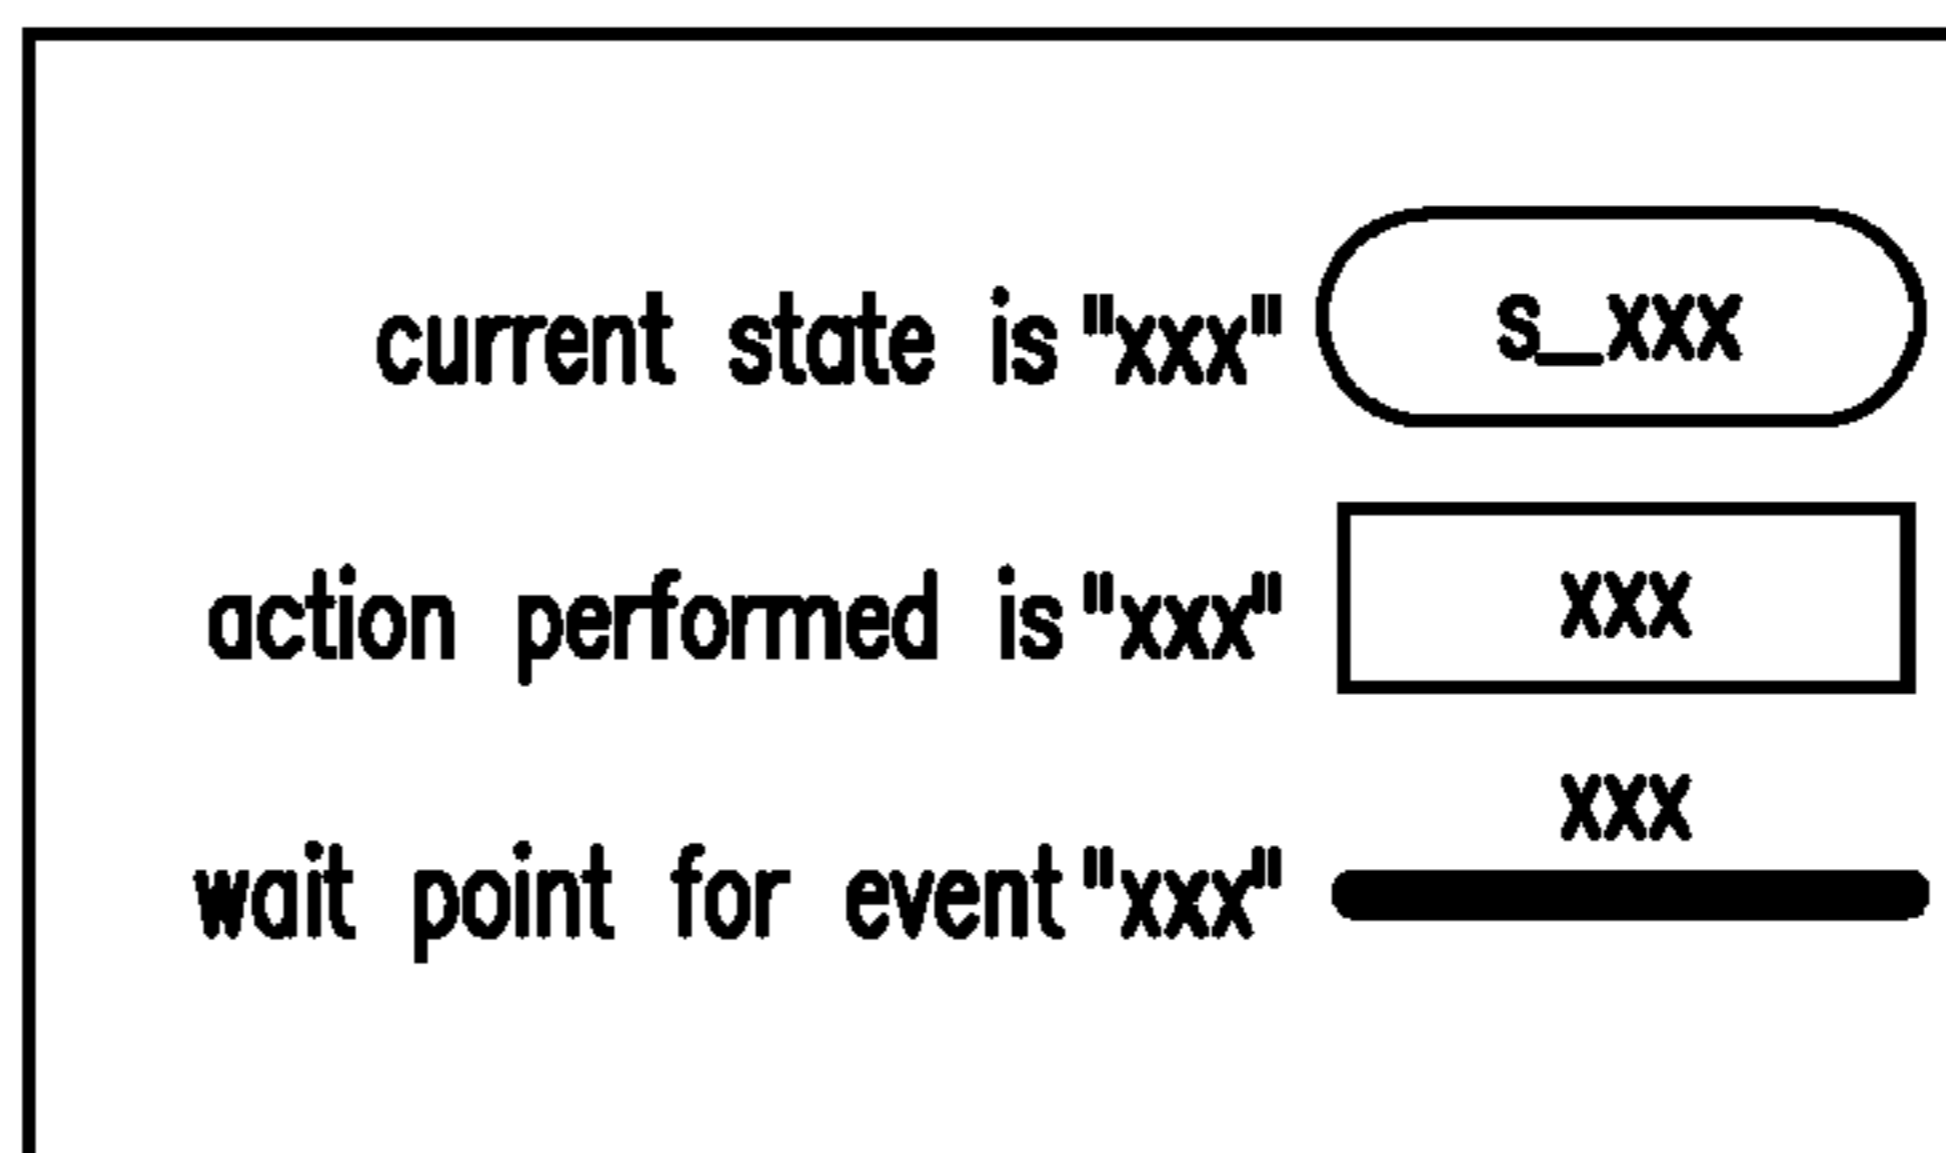 current state is "xxx" s_xxx
action performed is "xxx" xxx
xxx
wait point for event "xxx"